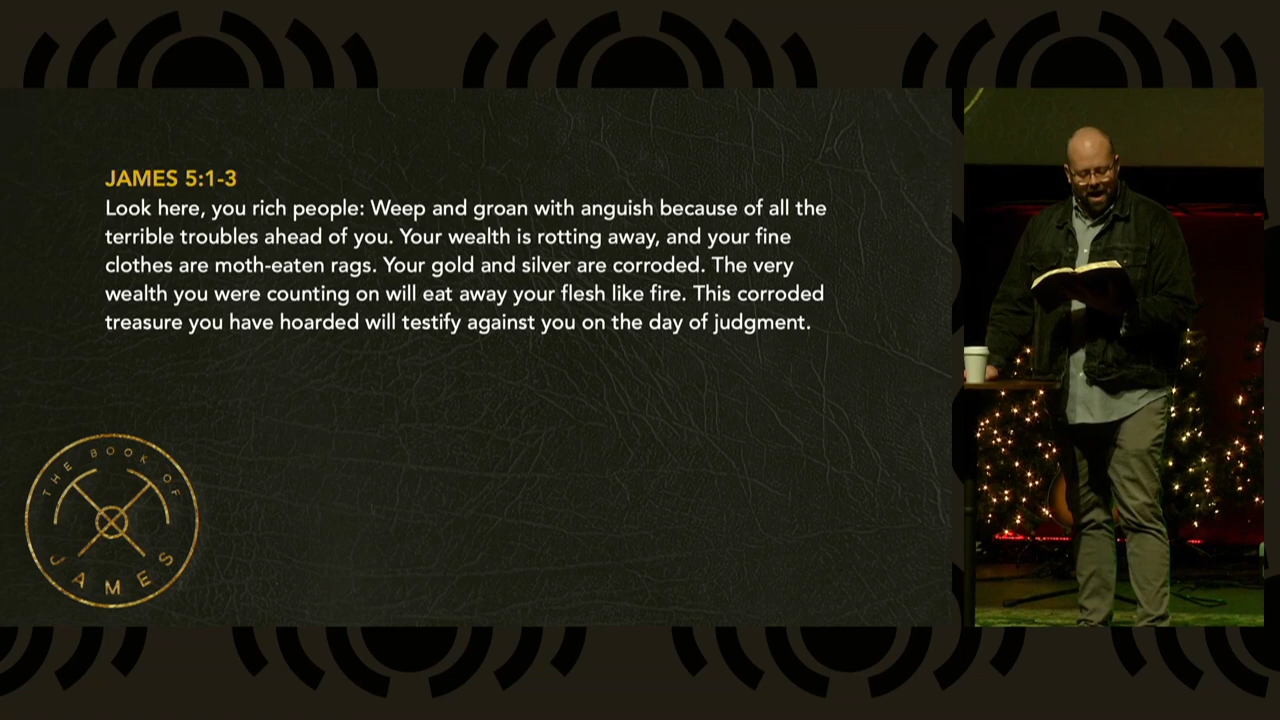 JAMES 5:1-3
Look here, you rich people: Weep and groan with anguish because of all the
terrible troubles ahead of you. Your wealth is rotting away, and your fine
clothes are moth-eaten rags. Your gold and silver are corroded. The very
wealth you were counting on will eat away your flesh like fire. This corroded
treasure you have hoarded will testify against you on the day of judgment.
THE BOOK OF
JAMES